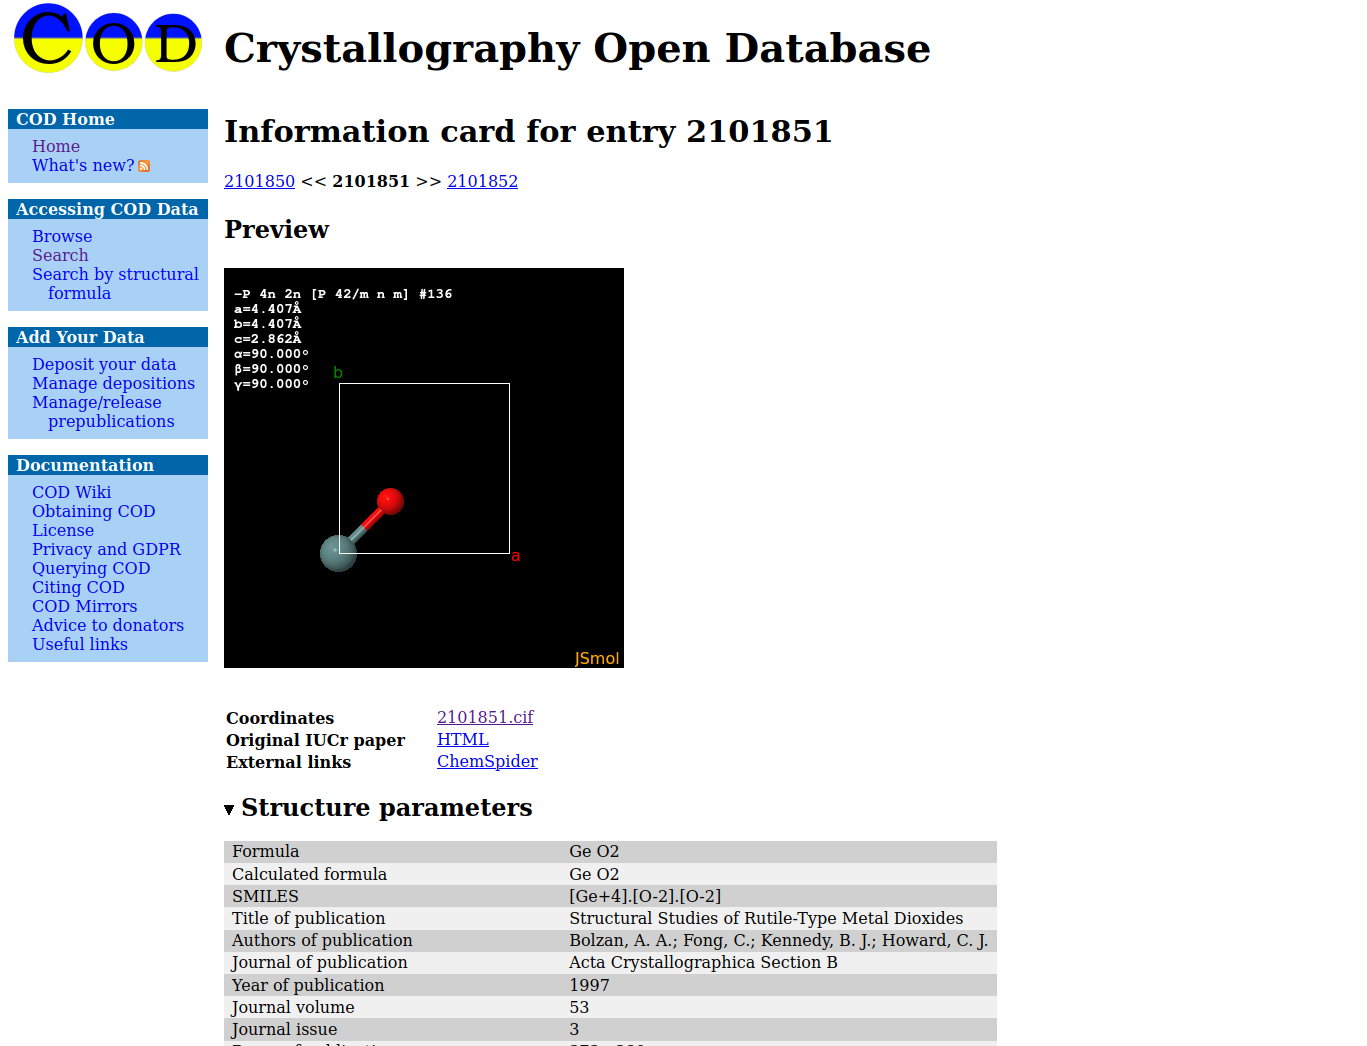 COD
Crystallography Open Database
COD Home
Home
What's new?
Accessing COD Data
Browse
Search
Search by structural
formula
Add Your Data
Deposit your data
Manage depositions
Manage/release
prepublications
Documentation
COD Wiki
Obtaining COD
License
Privacy and GDPR
Querying COD
Citing COD
COD Mirrors
Advice to donators
Useful links
Information card for entry 2101851
2101850 << 2101851 >> 2101852
Preview
-P 4n 2n [P 42/m n m] #136
a=4.407Å
b=4.407Å
c=2.862Å
α=90.000°
β=90.000°
γ=90.000°
b
a
JSmol
Coordinates 2101851.cif
Original IUCr paper HTML
External links ChemSpider
Structure parameters
Formula Ge O2
Calculated formula Ge O2
SMILES [Ge+4].[O-2].[O-2]
Title of publication Structural Studies of Rutile-Type Metal Dioxides
Authors of publication Bolzan, A. A.; Fong, C.; Kennedy, B. J.; Howard, C. J.
Journal of publication Acta Crystallographica Section B
Year of publication 1997
Journal volume 53
Journal issue 3